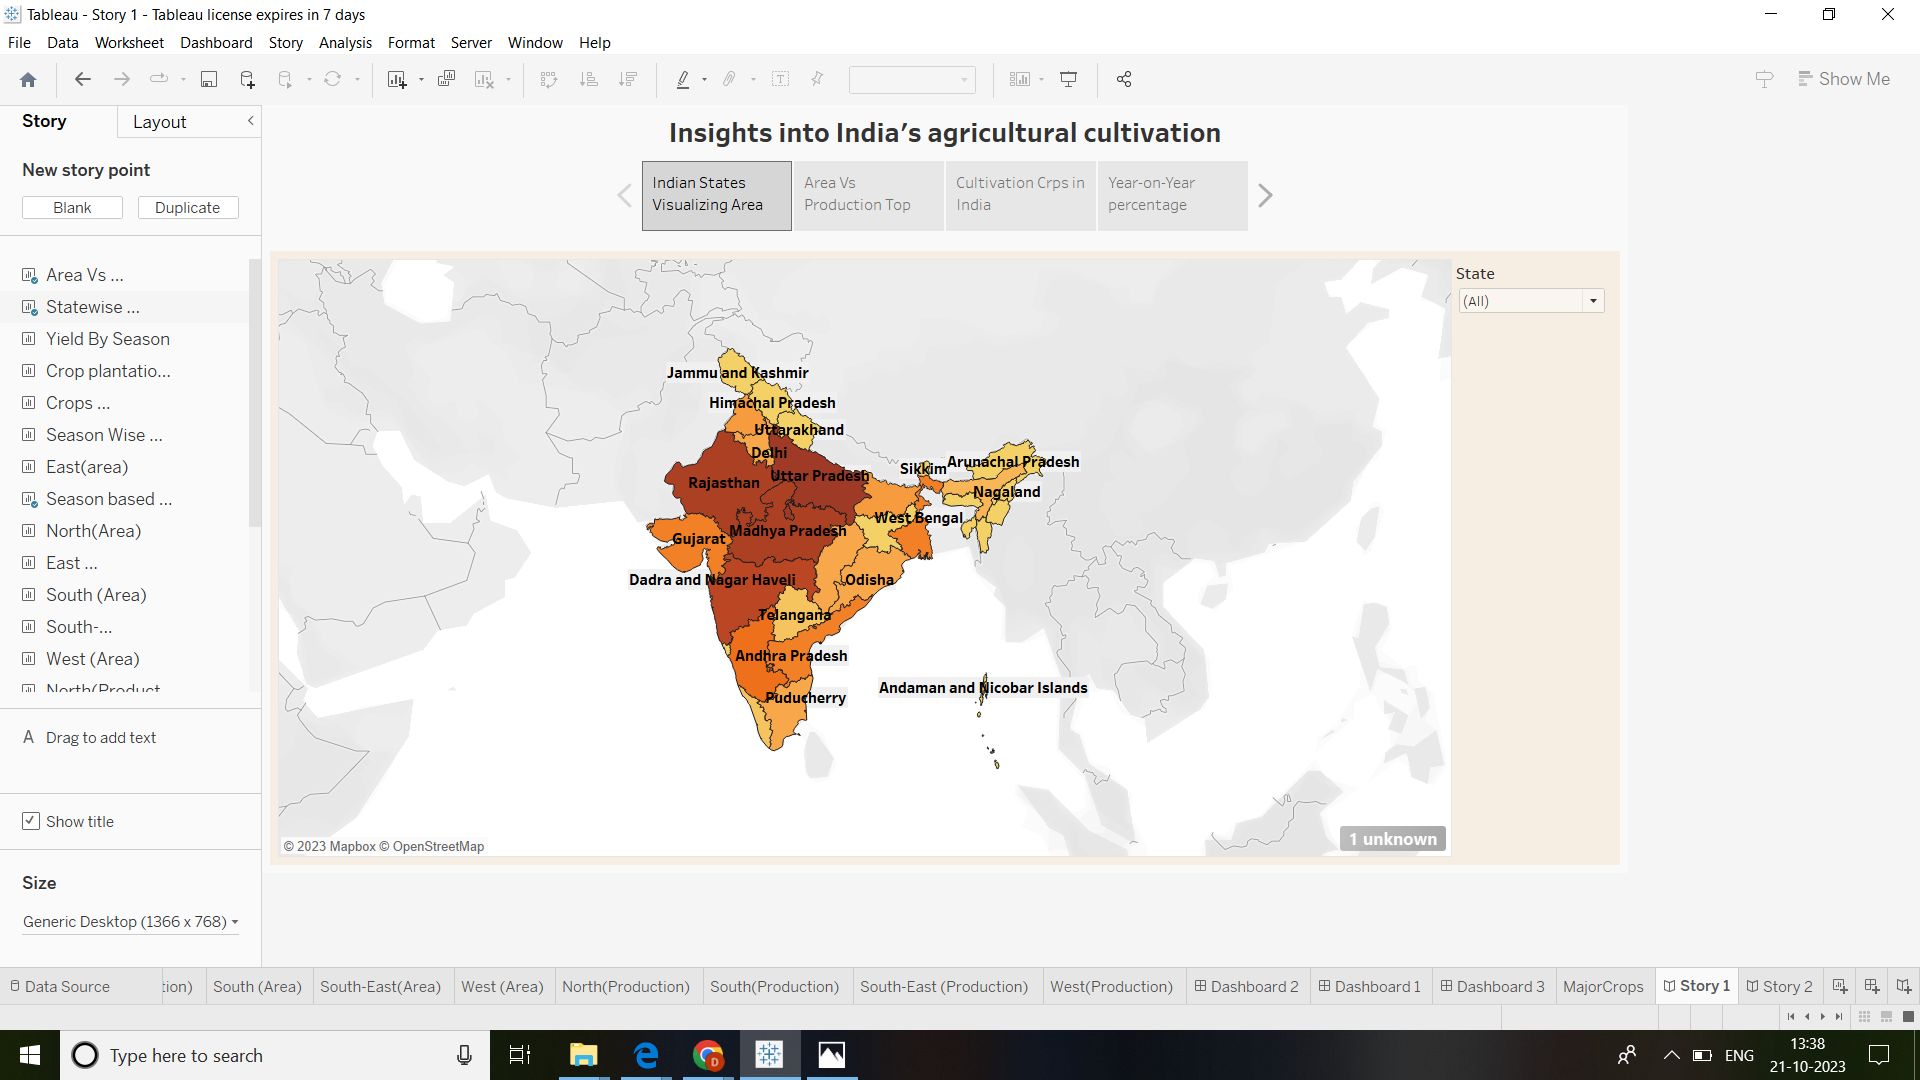 Tableau - Story 1 - Tableau license expires in 7 days
File Data Worksheet Dashboard Story Analysis Format Server Window Help
Show Me
Story Layout
New story point
Blank Duplicate
Area Vs ...
Statewise ...
Yield By Season
Crop plantatio...
Crops ...
Season Wise ...
East(area)
Season based ...
North(Area)
East ...
South (Area)
South-...
West (Area)
North(Product
A Drag to add text
Show title
Size
Generic Desktop (1366 x 768)
Insights into India’s agricultural cultivation
Indian States
Visualizing Area
Area Vs
Production Top
Cultivation Crps in
India
Year-on-Year
percentage
State
(All)
Jammu and Kashmir
Himachal Pradesh
Uttarakhand
Delhi
Sikkim
Arunachal Pradesh
Uttar Pradesh
Rajasthan
Nagaland
West Bengal
Madhya Pradesh
Gujarat
Dadra and Nagar Haveli
Odisha
Telangana
Andhra Pradesh
Andaman and Nicobar Islands
Puducherry
© 2023 Mapbox © OpenStreetMap
1 unknown
Data Source tion) South (Area) South-East(Area) West (Area) North(Production) South(Production) South-East (Production) West(Production) Dashboard 2 Dashboard 1 Dashboard 3 MajorCrops Story 1 Story 2
Type here to search
ENG
13:38
21-10-2023